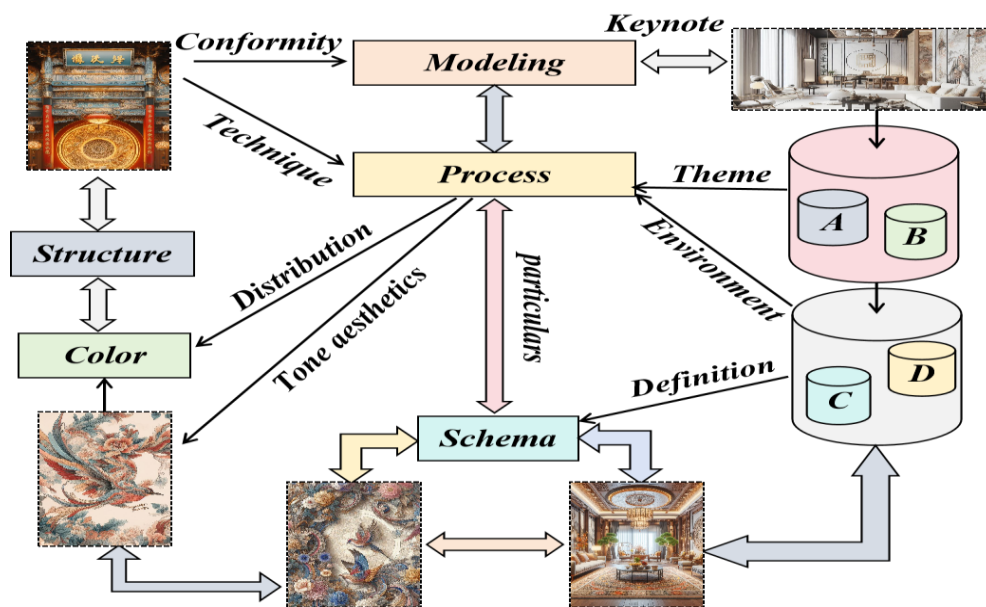 Conformity
Keynote
Modeling
Technique
Process
Theme
A
B
Structure
Distribution
particulars
Environment
Color
Tone aesthetics
Definition
D
C
Schema